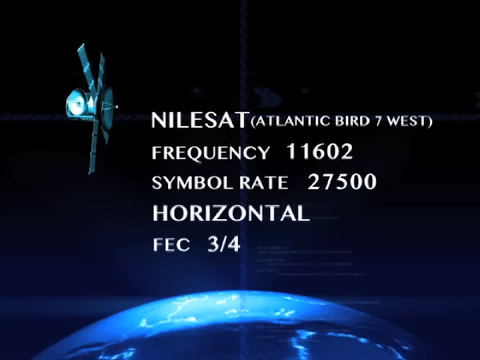 NILESAT (ATLANTIC BIRD 7 WEST)
FREQUENCY 11602
SYMBOL RATE 27500
HORIZONTAL
FEC 3/4